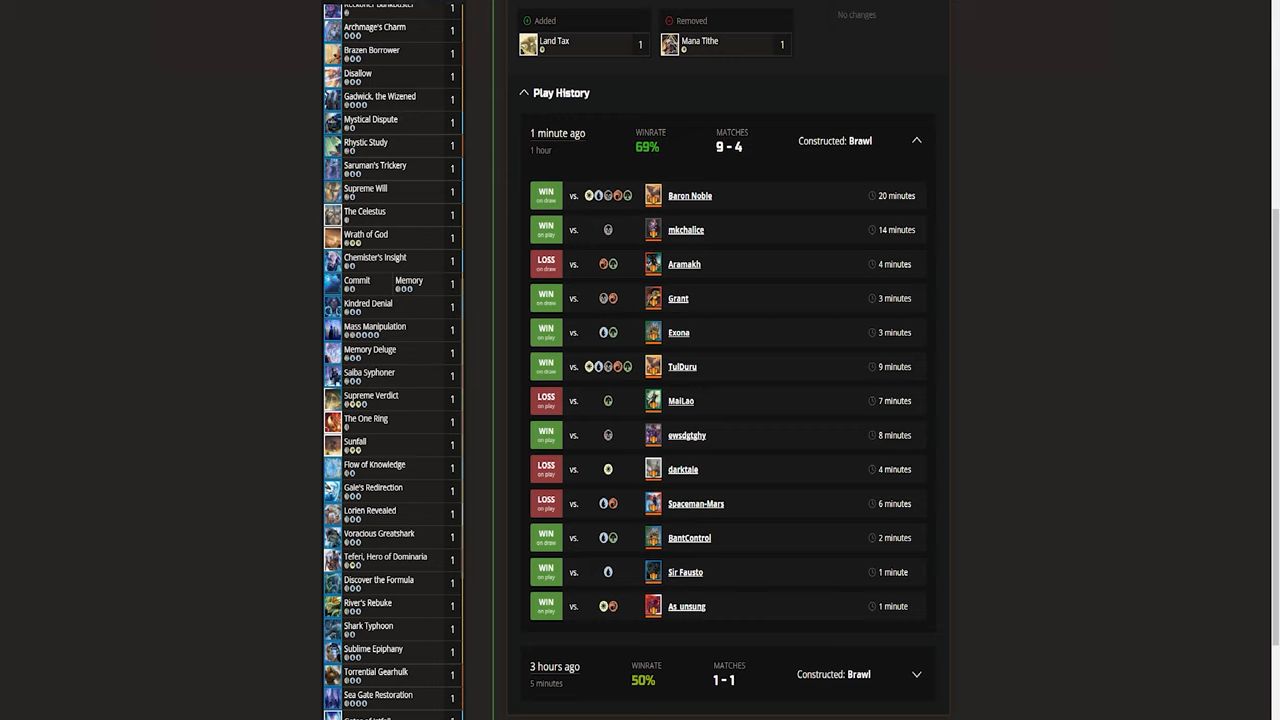 Reckoner Bankbuster 1
Archmage's Charm 1
Brazen Borrower 1
Disallow 1
Gadwick, the Wizened 1
Mystical Dispute 1
Rhystic Study 1
Saruman's Trickery 1
Supreme Will 1
The Celestus 1
Wrath of God 1
Chemister's Insight 1
Commit Memory 1
Kindred Denial 1
Mass Manipulation 1
Memory Deluge 1
Saiba Syphoner 1
Supreme Verdict 1
The One Ring 1
Sunfall 1
Flow of Knowledge 1
Gale's Redirection 1
Lorien Revealed 1
Voracious Greatshark 1
Teferi, Hero of Dominaria 1
Discover the Formula 1
River's Rebuke 1
Shark Typhoon 1
Sublime Epiphany 1
Torrential Gearhulk 1
Sea Gate Restoration 1
Added
Land Tax 1
Removed
Mana Tithe 1
No changes
Play History
1 minute ago
1 hour
WINRATE
69%
MATCHES
9 - 4
Constructed: Brawl
WIN on draw vs. Baron Noble 20 minutes
WIN on play vs. mkchalice 14 minutes
LOSS on draw vs. Aramakh 4 minutes
WIN on draw vs. Grant 3 minutes
WIN on play vs. Exona 3 minutes
WIN on draw vs. TulDuru 9 minutes
LOSS on play vs. MaiLao 7 minutes
WIN on play vs. ewsdgtghy 8 minutes
LOSS on play vs. darktale 4 minutes
LOSS on play vs. Spaceman-Mars 6 minutes
WIN on draw vs. BantControl 2 minutes
WIN on play vs. Sir Fausto 1 minute
WIN on play vs. As unsung 1 minute
3 hours ago
5 minutes
WINRATE
50%
MATCHES
1 - 1
Constructed: Brawl